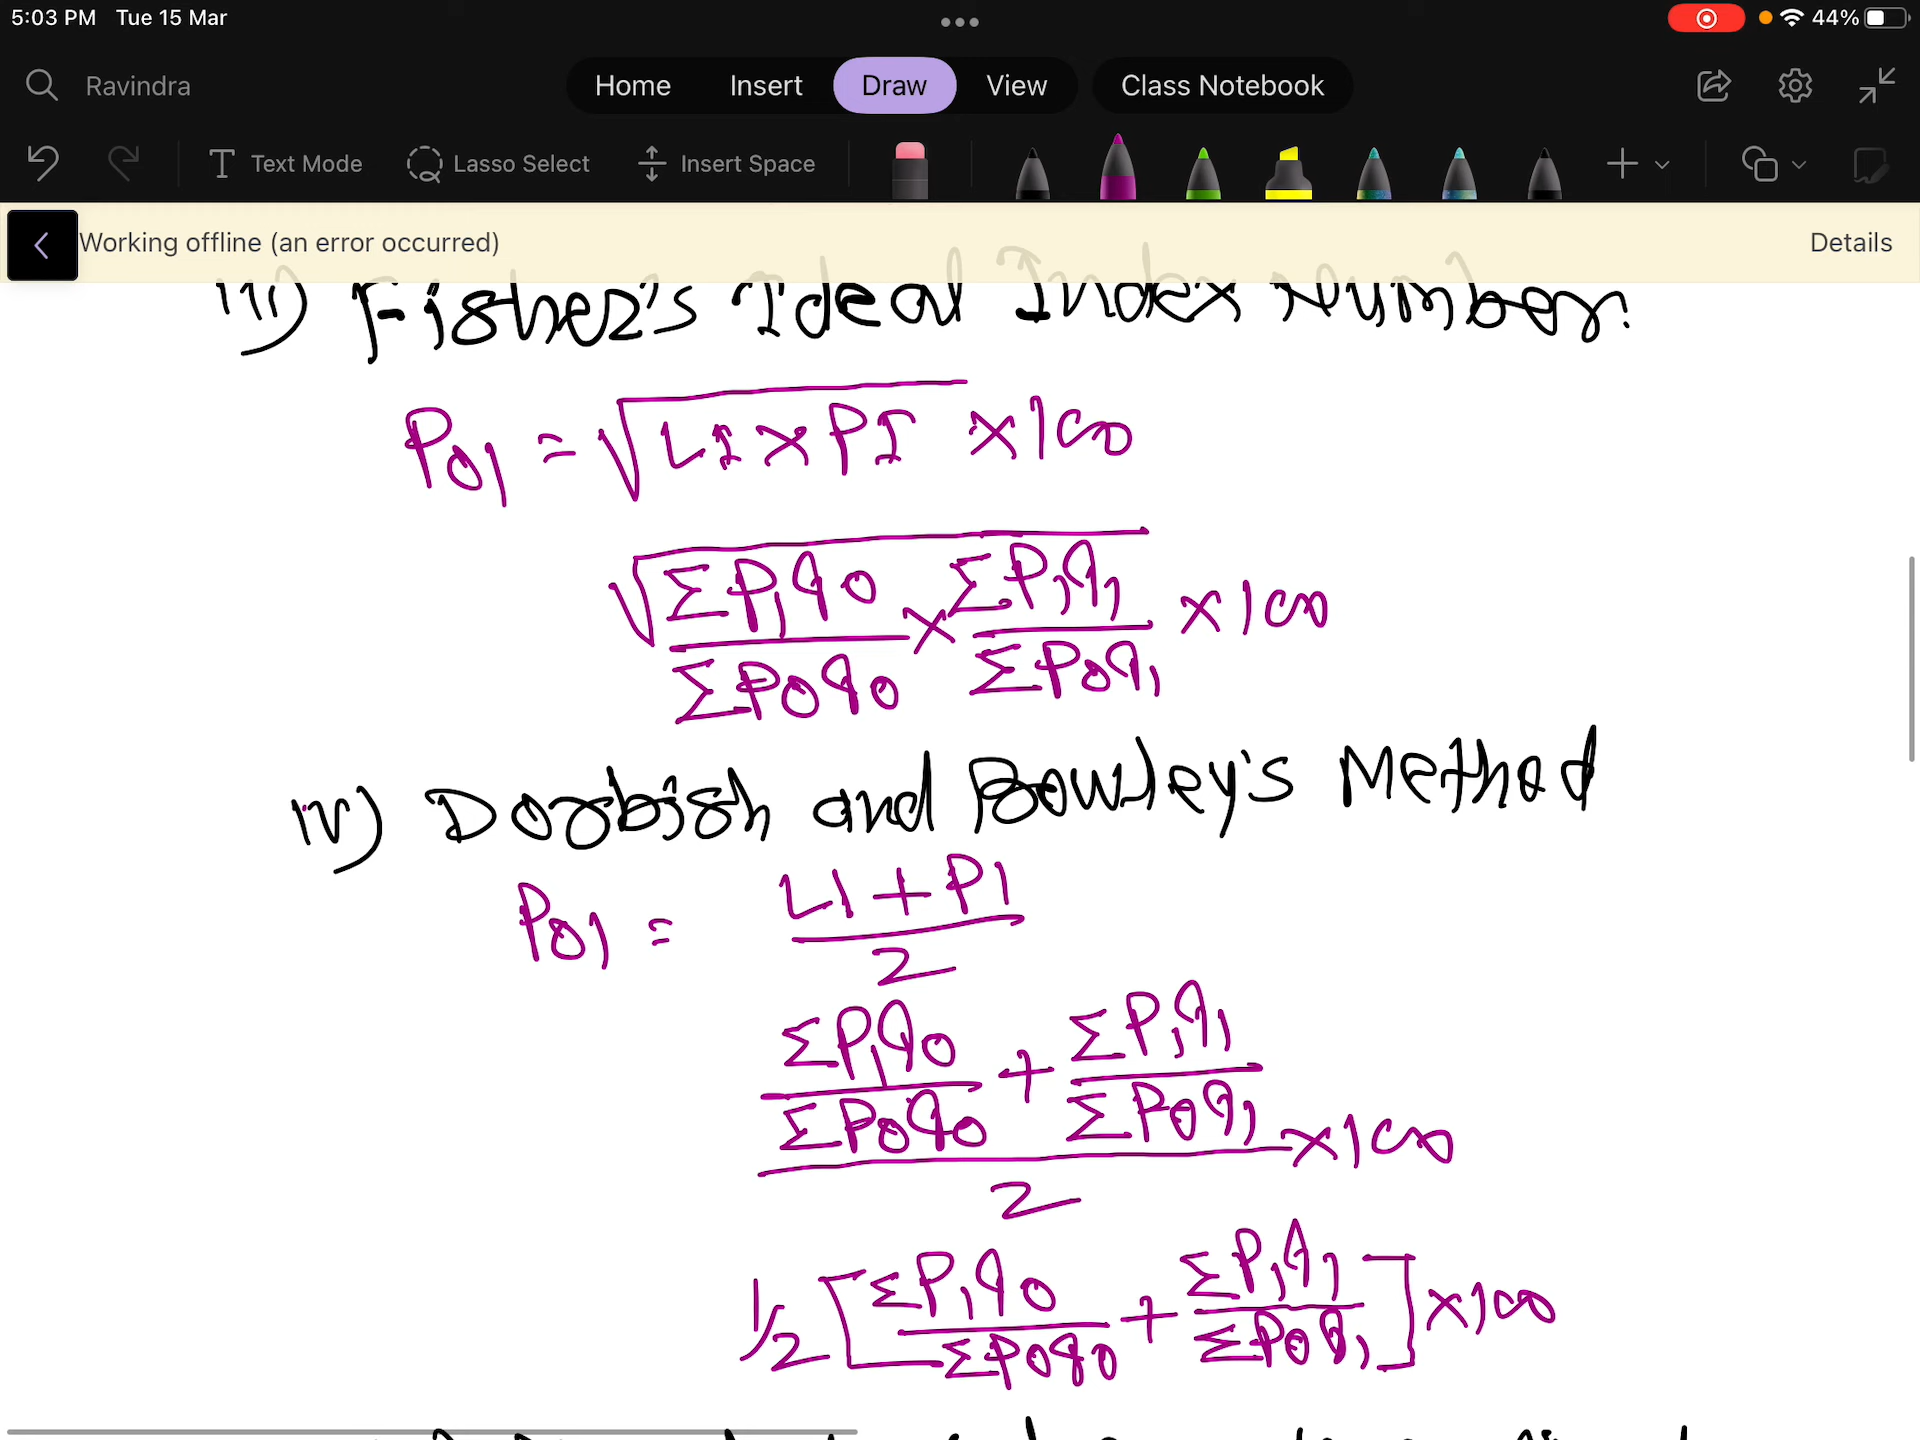 5:03 PM Tue 15 Mar
44%
Ravindra
Home Insert Draw View Class Notebook
Text Mode Lasso Select Insert Space
Working offline (an error occurred) Details
iii) Fisher's Ideal Index Number:
P01 = √(LI × PI) × 100
√(ΣP1q0/ΣP0q0 × ΣP1q1/ΣP0q1) × 100
iv) Dorbish and Bowley's Method
P01 = (LI + PI)/2
(ΣP1q0/ΣP0q0 + ΣP1q1/ΣP0q1)/2 × 100
1/2 [ΣP1q0/ΣP0q0 + ΣP1q1/ΣP0q1] × 100